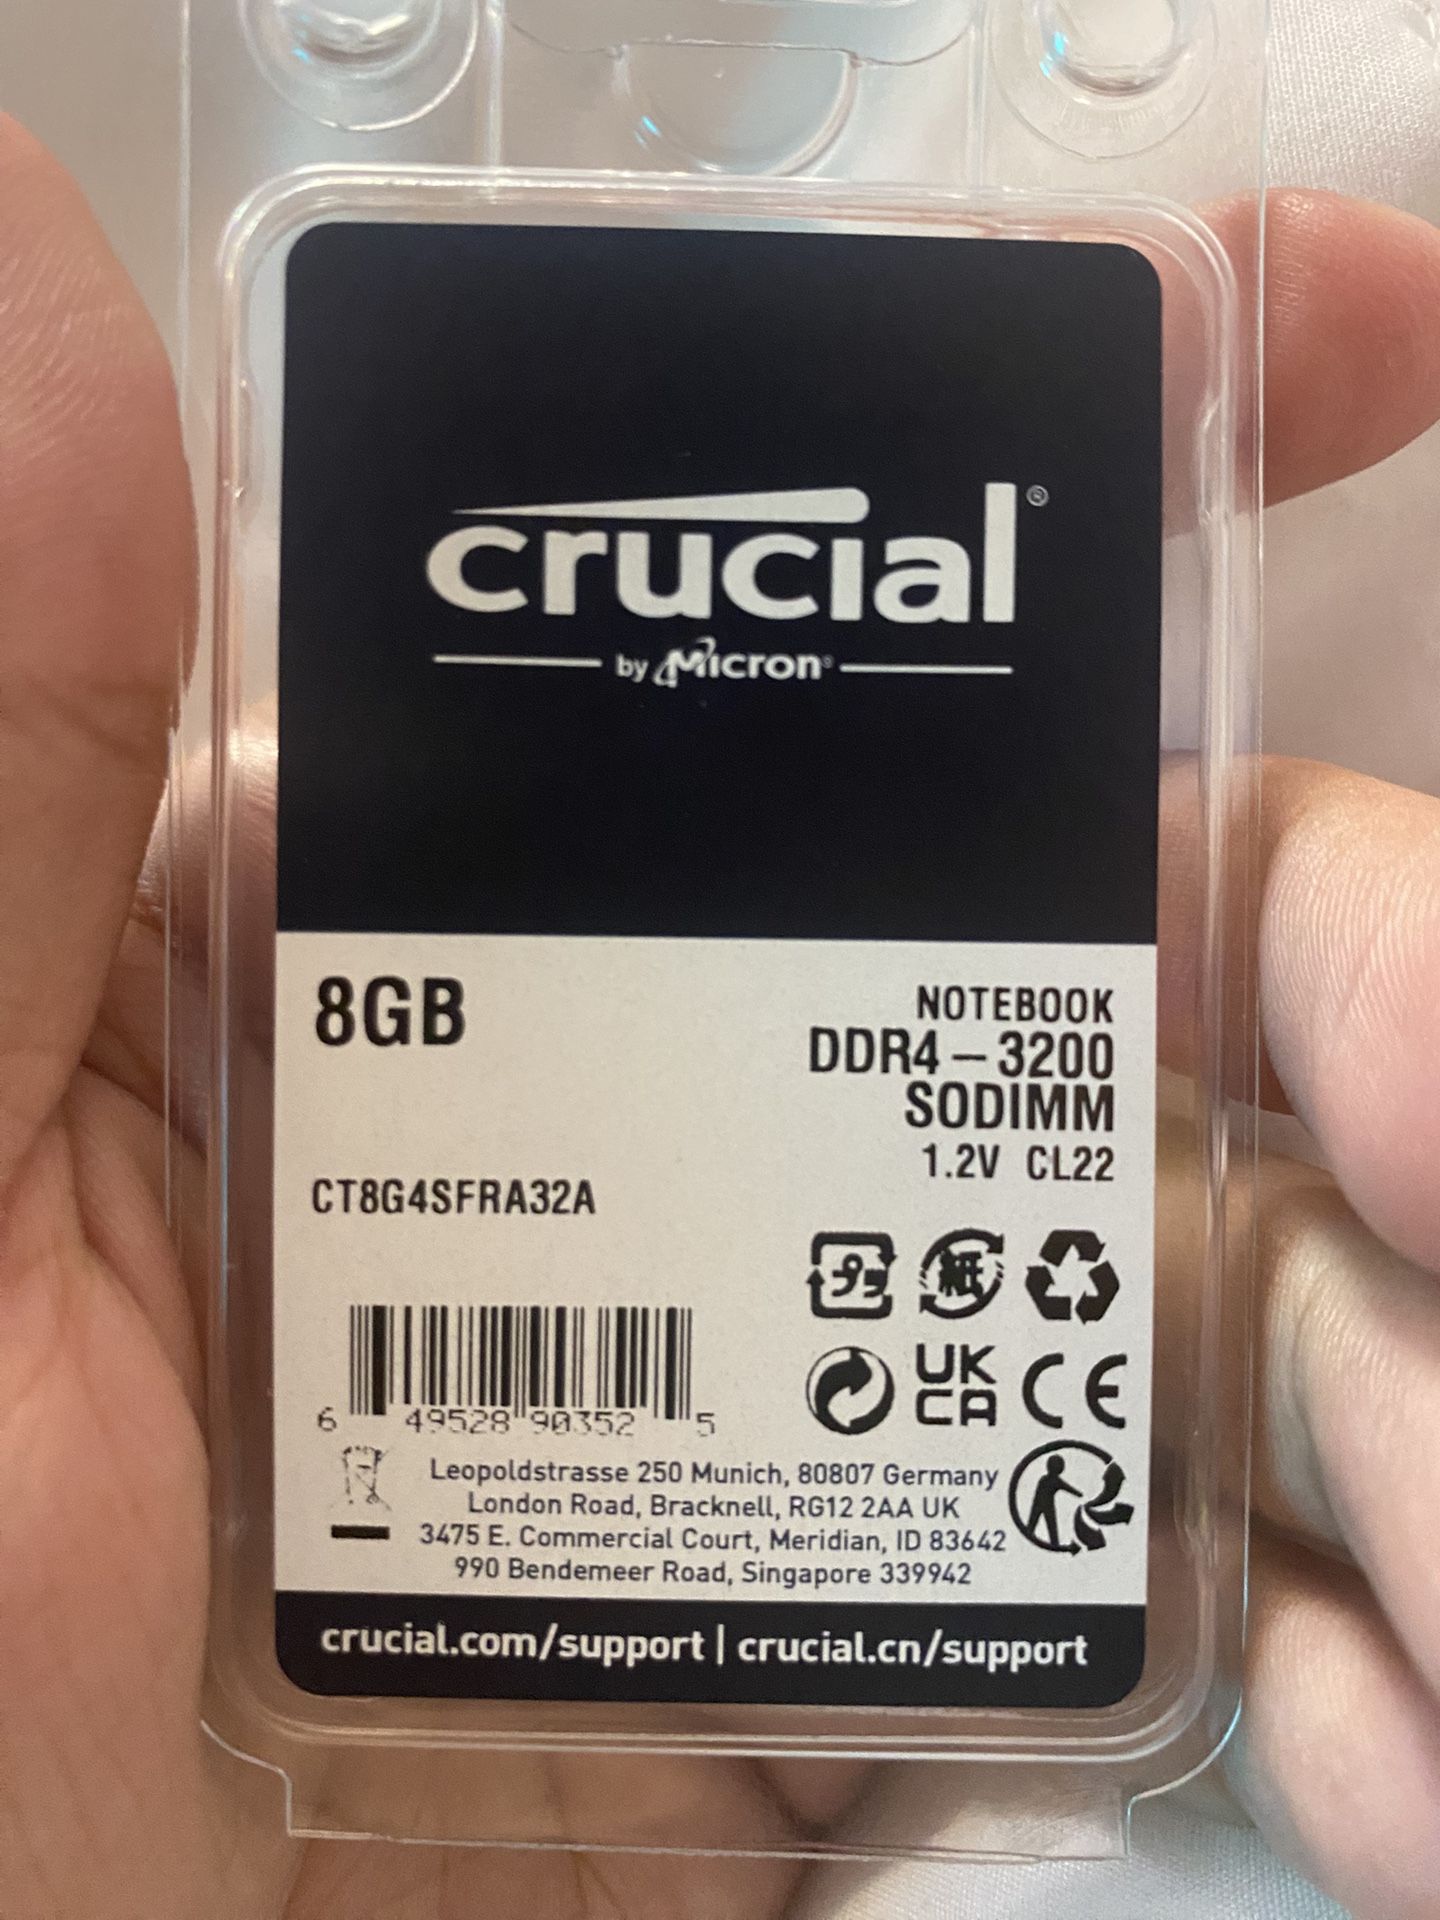 crucial®
by Micron®
8GB
NOTEBOOK
DDR4 – 3200
SODIMM
1.2V CL22
CT8G4SFRA32A
プラ
紙
UK
CA
CE
6 49528 90352 5
Leopoldstrasse 250 Munich, 80807 Germany
London Road, Bracknell, RG12 2AA UK
3475 E. Commercial Court, Meridian, ID 83642
990 Bendemeer Road, Singapore 339942
crucial.com/support | crucial.cn/support